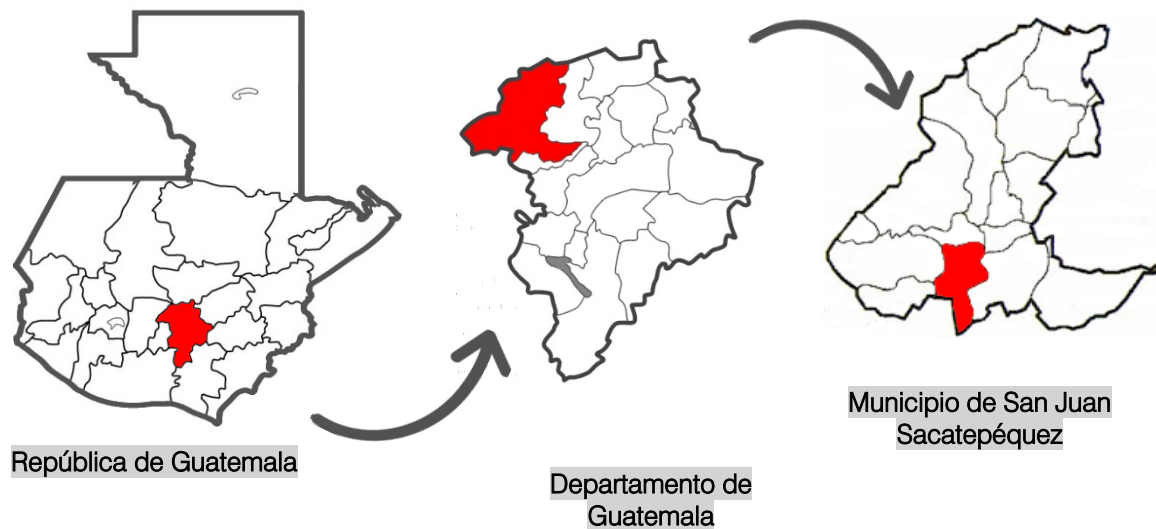 República de Guatemala
Departamento de
Guatemala
Municipio de San Juan
Sacatepéquez